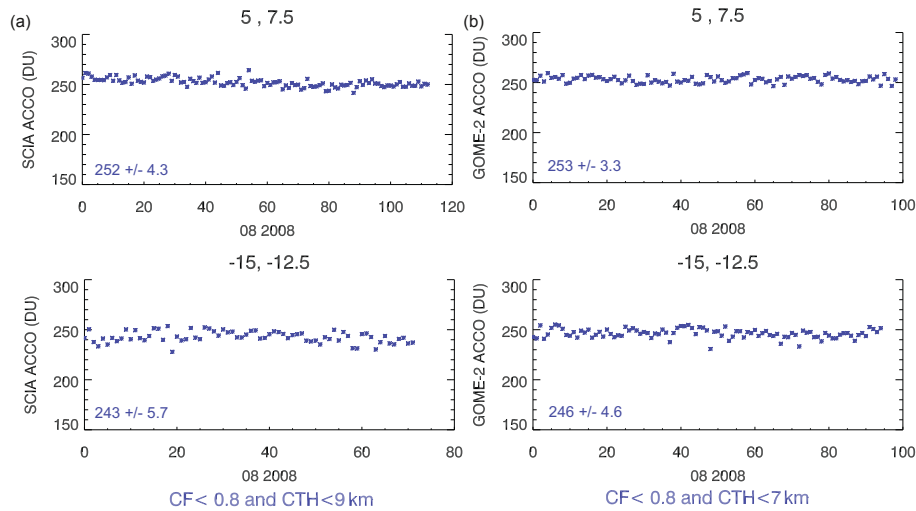 (a)
5 , 7.5
SCIA ACCO (DU)
300
250
200
150
252 +/- 4.3
0 20 40 60 80 100 120
08 2008
(b)
5 , 7.5
GOME-2 ACCO (DU)
300
250
200
150
253 +/- 3.3
0 20 40 60 80 100
08 2008
-15, -12.5
SCIA ACCO (DU)
300
250
200
150
243 +/- 5.7
0 20 40 60 80
08 2008
CF< 0.8 and CTH<9 km
-15, -12.5
GOME-2 ACCO (DU)
300
250
200
150
246 +/- 4.6
0 20 40 60 80 100
08 2008
CF< 0.8 and CTH<7 km